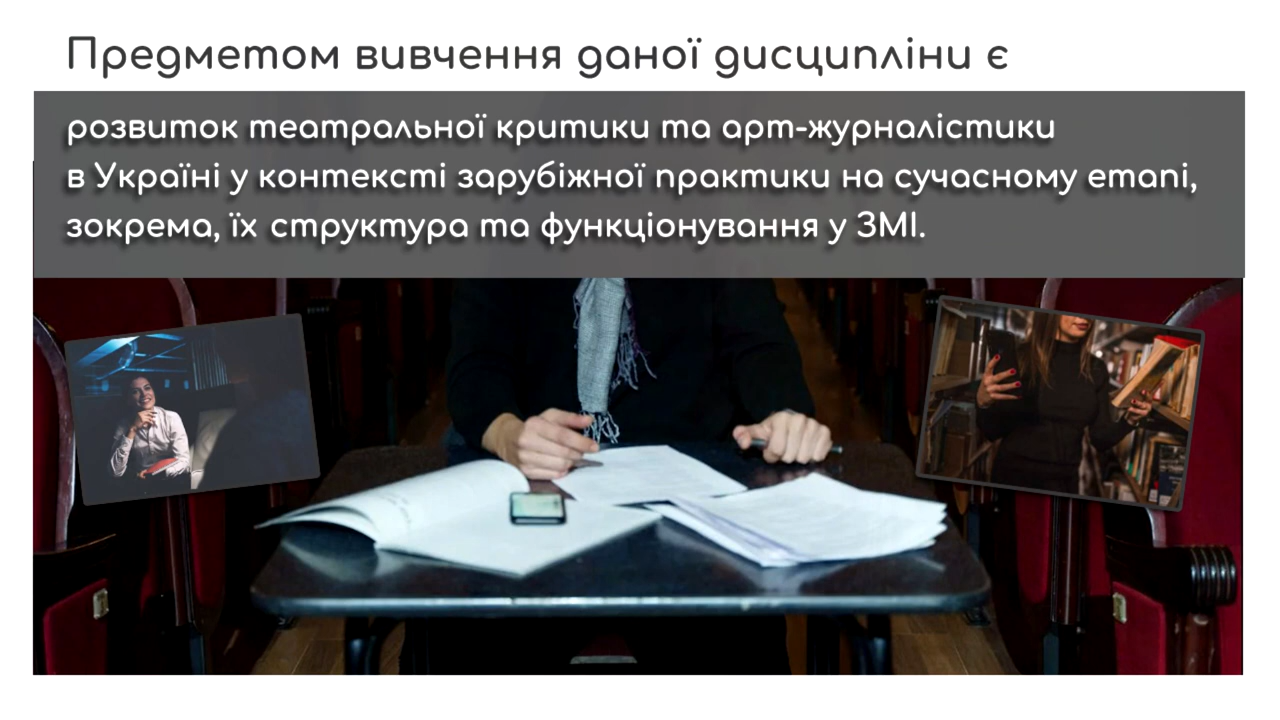 Предметом вивчення даної дисципліни є
розвиток театральної критики та арт-журналістики
в Україні у контексті зарубіжної практики на сучасному етапі,
зокрема, їх структура та функціонування у ЗМІ.